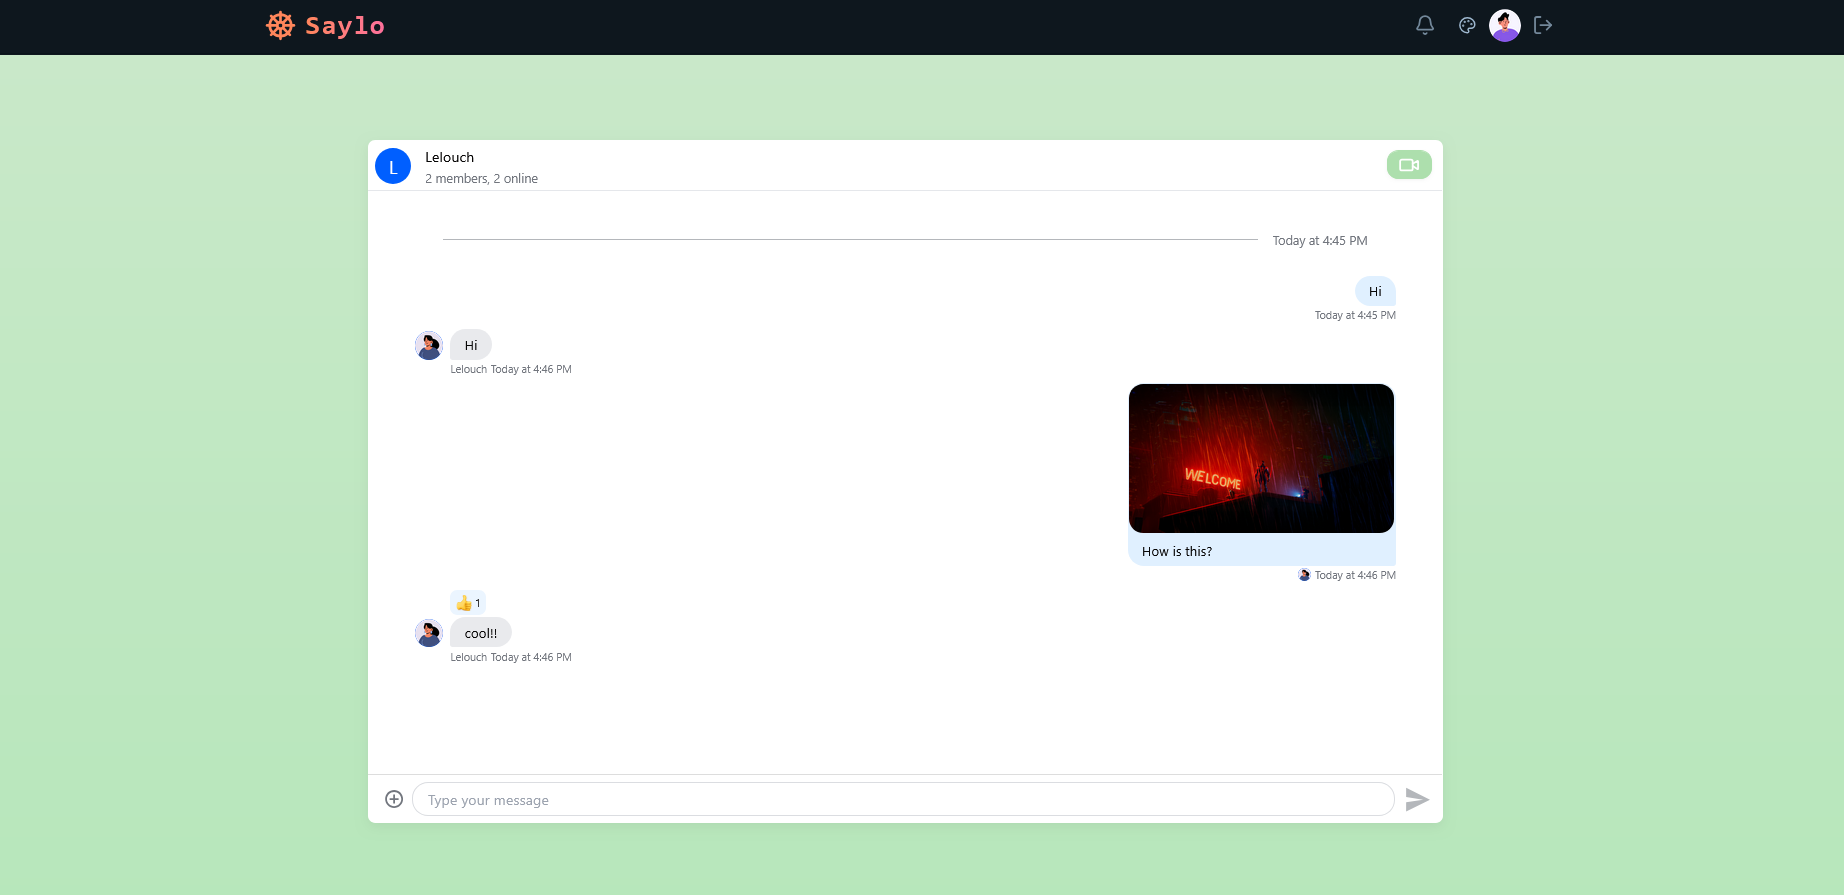 Saylo
L
Lelouch
2 members, 2 online
Today at 4:45 PM
Hi
Today at 4:45 PM
Hi
Lelouch Today at 4:46 PM
WELCOME
How is this?
Today at 4:46 PM
👍 1
cool!!
Lelouch Today at 4:46 PM
Type your message